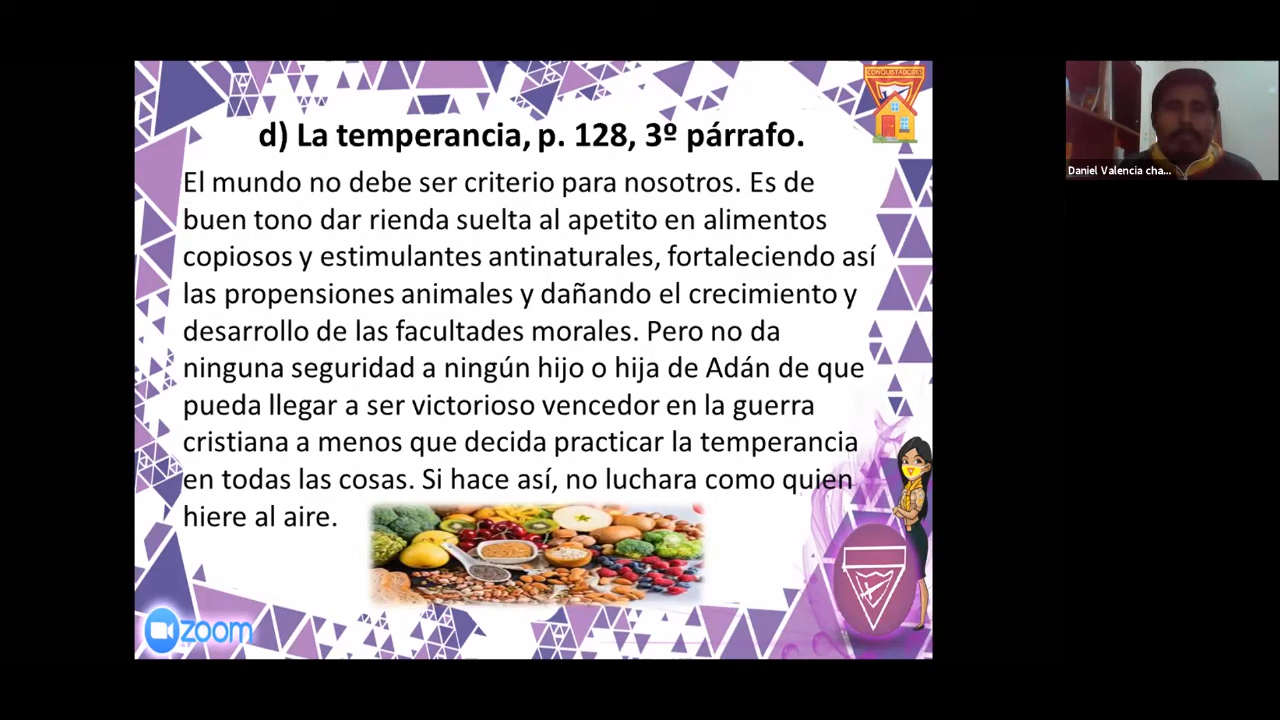 CONQUISTADORES
d) La temperancia, p. 128, 3º párrafo.
El mundo no debe ser criterio para nosotros. Es de
buen tono dar rienda suelta al apetito en alimentos
copiosos y estimulantes antinaturales, fortaleciendo así
las propensiones animales y dañando el crecimiento y
desarrollo de las facultades morales. Pero no da
ninguna seguridad a ningún hijo o hija de Adán de que
pueda llegar a ser victorioso vencedor en la guerra
cristiana a menos que decida practicar la temperancia
en todas las cosas. Si hace así, no luchara como quien
hiere al aire.
zoom
Daniel Valencia cha...